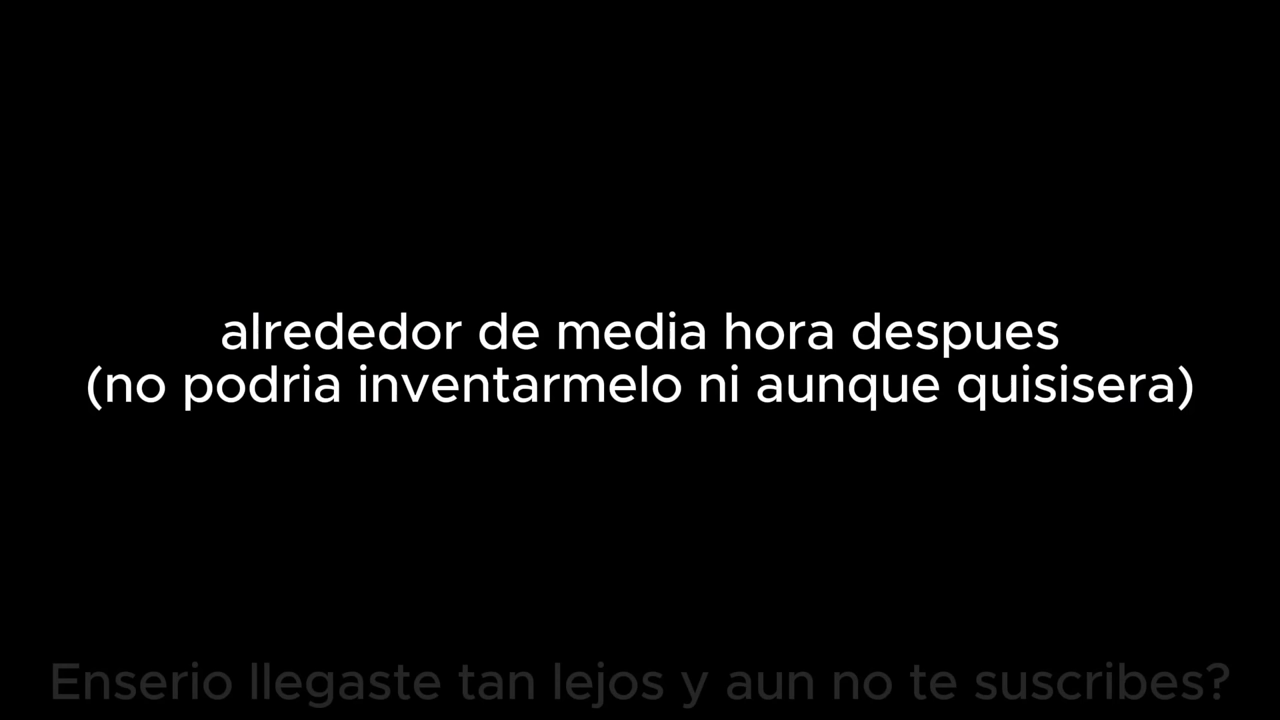 alrededor de media hora despues
(no podria inventarmelo ni aunque quisisera)
Enserio llegaste tan lejos y aun no te suscribes?